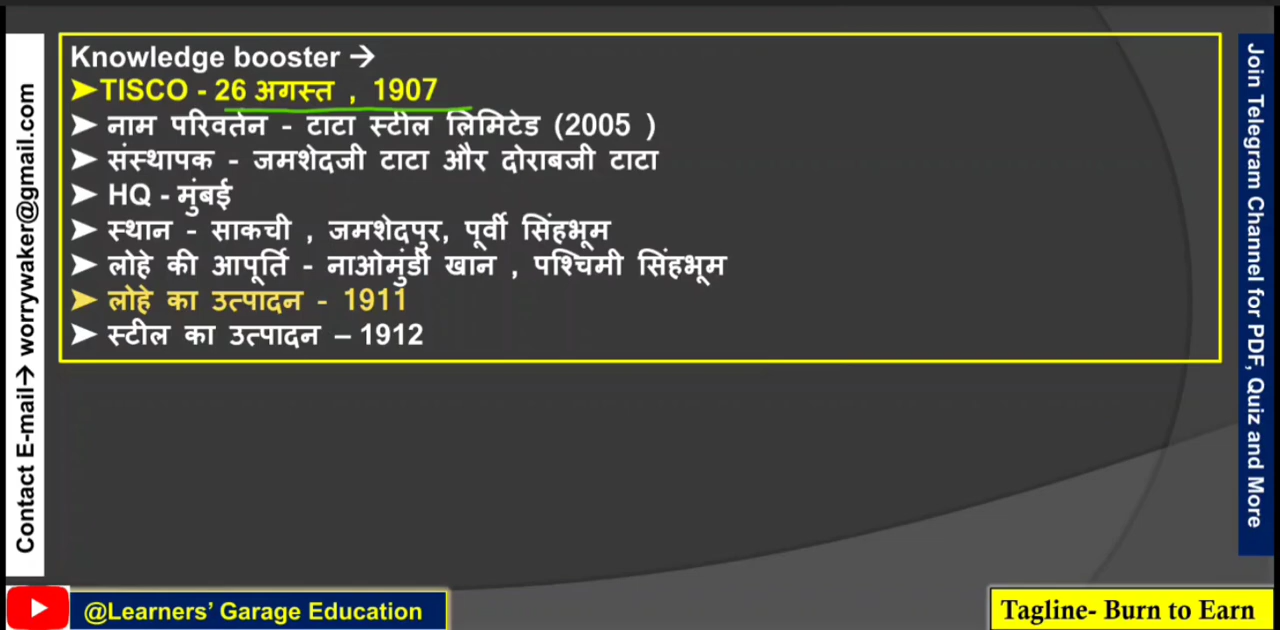 Knowledge booster →
➤TISCO - 26 अगस्त , 1907
➤ नाम परिवर्तन - टाटा स्टील लिमिटेड (2005 )
➤ संस्थापक - जमशेदजी टाटा और दोराबजी टाटा
➤ HQ - मुंबई
➤ स्थान - साकची , जमशेदपुर, पूर्वी सिंहभूम
➤ लोहे की आपूर्ति - नाओमुंडी खान , पश्चिमी सिंहभूम
➤ लोहे का उत्पादन - 1911
➤ स्टील का उत्पादन – 1912
Contact E-mail→ worrywaker@gmail.com
Join Telegram Channel for PDF, Quiz and More
@Learners’ Garage Education
Tagline- Burn to Earn